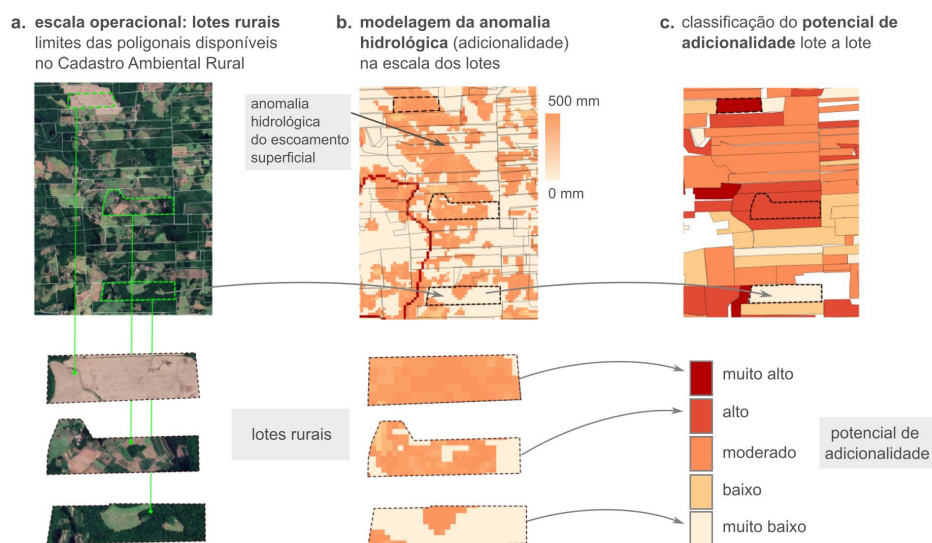 a. escala operacional: lotes rurais
limites das poligonais disponíveis
no Cadastro Ambiental Rural
b. modelagem da anomalia
hidrológica (adicionalidade)
na escala dos lotes
c. classificação do potencial de
adicionalidade lote a lote
anomalia
hidrológica
do escoamento
superficial
500 mm
0 mm
lotes rurais
muito alto
alto
moderado
baixo
muito baixo
potencial de
adicionalidade